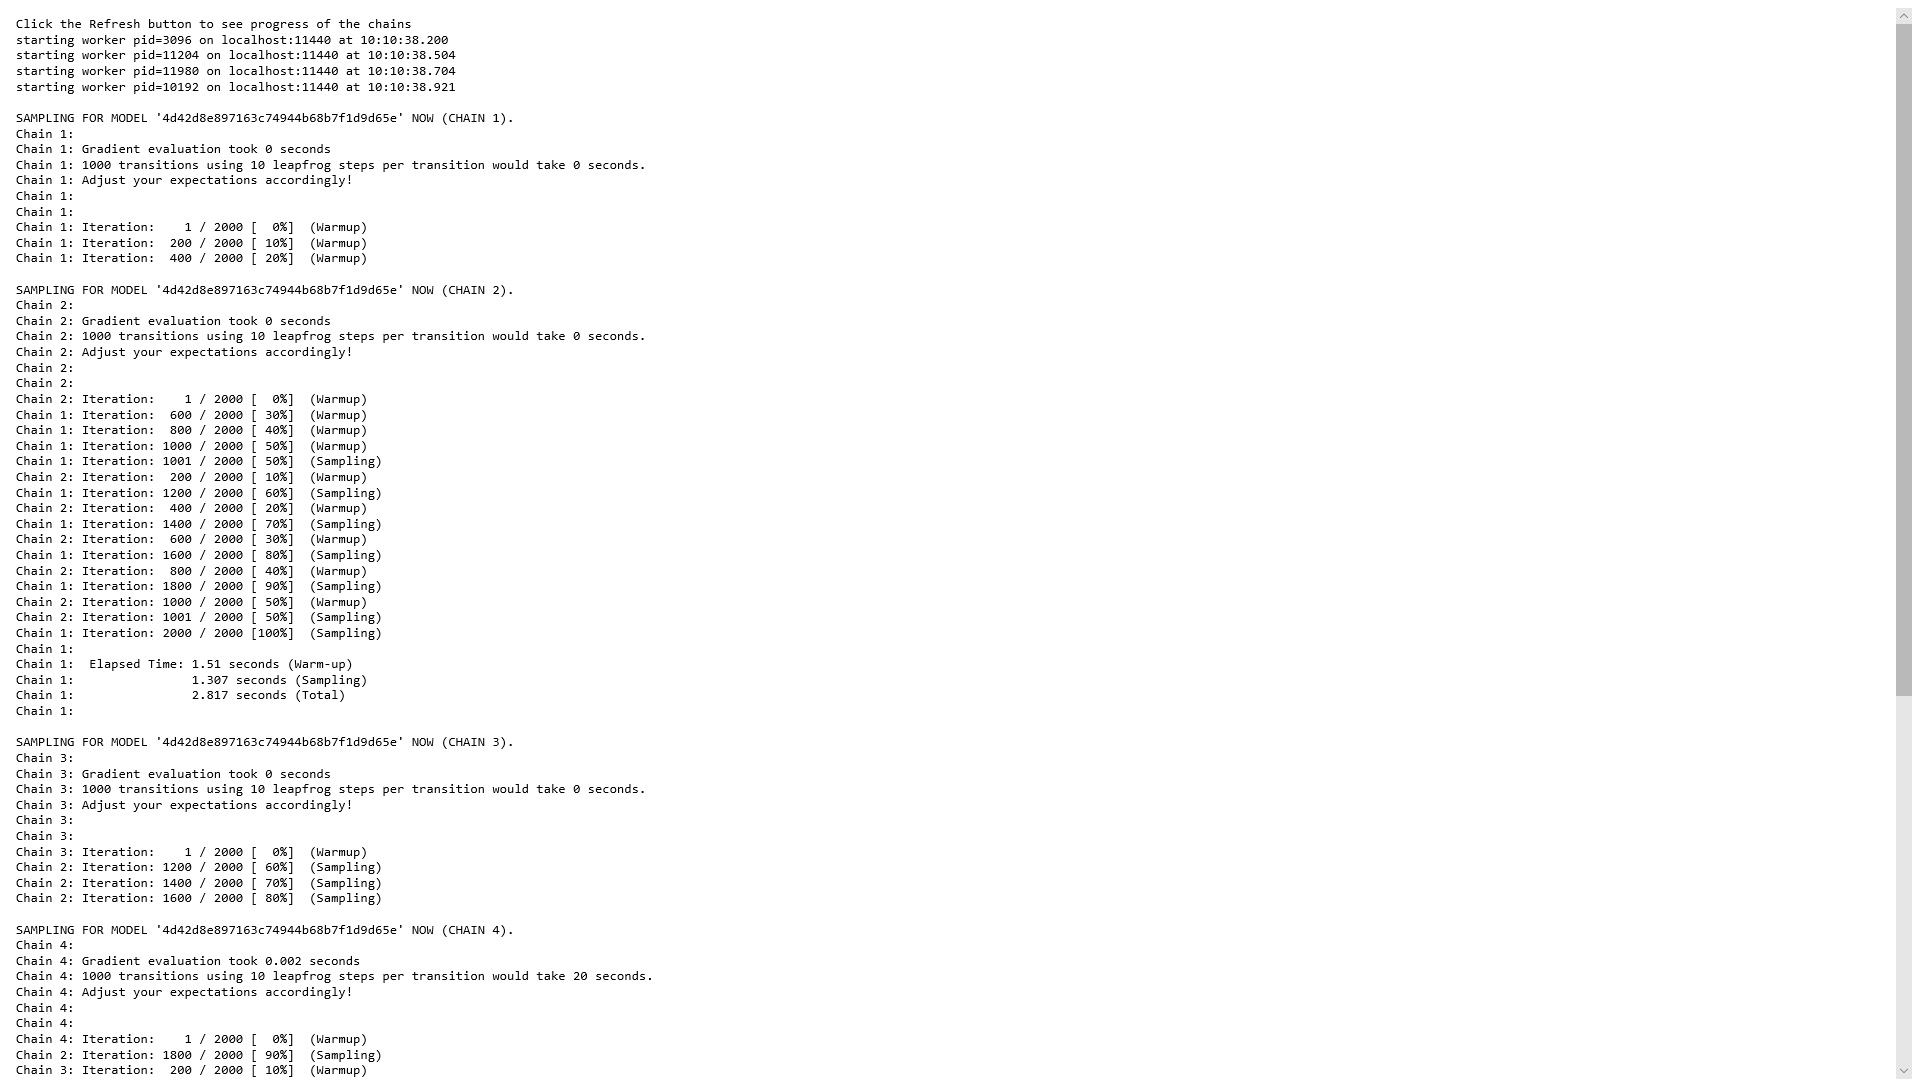 Click the Refresh button to see progress of the chains
starting worker pid=3096 on localhost:11440 at 10:10:38.200
starting worker pid=11204 on localhost:11440 at 10:10:38.504
starting worker pid=11980 on localhost:11440 at 10:10:38.704
starting worker pid=10192 on localhost:11440 at 10:10:38.921

SAMPLING FOR MODEL '4d42d8e897163c74944b68b7f1d9d65e' NOW (CHAIN 1).
Chain 1:
Chain 1: Gradient evaluation took 0 seconds
Chain 1: 1000 transitions using 10 leapfrog steps per transition would take 0 seconds.
Chain 1: Adjust your expectations accordingly!
Chain 1:
Chain 1:
Chain 1: Iteration:    1 / 2000 [  0%]  (Warmup)
Chain 1: Iteration:  200 / 2000 [ 10%]  (Warmup)
Chain 1: Iteration:  400 / 2000 [ 20%]  (Warmup)

SAMPLING FOR MODEL '4d42d8e897163c74944b68b7f1d9d65e' NOW (CHAIN 2).
Chain 2:
Chain 2: Gradient evaluation took 0 seconds
Chain 2: 1000 transitions using 10 leapfrog steps per transition would take 0 seconds.
Chain 2: Adjust your expectations accordingly!
Chain 2:
Chain 2:
Chain 2: Iteration:    1 / 2000 [  0%]  (Warmup)
Chain 1: Iteration:  600 / 2000 [ 30%]  (Warmup)
Chain 1: Iteration:  800 / 2000 [ 40%]  (Warmup)
Chain 1: Iteration: 1000 / 2000 [ 50%]  (Warmup)
Chain 1: Iteration: 1001 / 2000 [ 50%]  (Sampling)
Chain 2: Iteration:  200 / 2000 [ 10%]  (Warmup)
Chain 1: Iteration: 1200 / 2000 [ 60%]  (Sampling)
Chain 2: Iteration:  400 / 2000 [ 20%]  (Warmup)
Chain 1: Iteration: 1400 / 2000 [ 70%]  (Sampling)
Chain 2: Iteration:  600 / 2000 [ 30%]  (Warmup)
Chain 1: Iteration: 1600 / 2000 [ 80%]  (Sampling)
Chain 2: Iteration:  800 / 2000 [ 40%]  (Warmup)
Chain 1: Iteration: 1800 / 2000 [ 90%]  (Sampling)
Chain 2: Iteration: 1000 / 2000 [ 50%]  (Warmup)
Chain 2: Iteration: 1001 / 2000 [ 50%]  (Sampling)
Chain 1: Iteration: 2000 / 2000 [100%]  (Sampling)
Chain 1:
Chain 1:  Elapsed Time: 1.51 seconds (Warm-up)
Chain 1:                1.307 seconds (Sampling)
Chain 1:                2.817 seconds (Total)
Chain 1:

SAMPLING FOR MODEL '4d42d8e897163c74944b68b7f1d9d65e' NOW (CHAIN 3).
Chain 3:
Chain 3: Gradient evaluation took 0 seconds
Chain 3: 1000 transitions using 10 leapfrog steps per transition would take 0 seconds.
Chain 3: Adjust your expectations accordingly!
Chain 3:
Chain 3:
Chain 3: Iteration:    1 / 2000 [  0%]  (Warmup)
Chain 2: Iteration: 1200 / 2000 [ 60%]  (Sampling)
Chain 2: Iteration: 1400 / 2000 [ 70%]  (Sampling)
Chain 2: Iteration: 1600 / 2000 [ 80%]  (Sampling)

SAMPLING FOR MODEL '4d42d8e897163c74944b68b7f1d9d65e' NOW (CHAIN 4).
Chain 4:
Chain 4: Gradient evaluation took 0.002 seconds
Chain 4: 1000 transitions using 10 leapfrog steps per transition would take 20 seconds.
Chain 4: Adjust your expectations accordingly!
Chain 4:
Chain 4:
Chain 4: Iteration:    1 / 2000 [  0%]  (Warmup)
Chain 2: Iteration: 1800 / 2000 [ 90%]  (Sampling)
Chain 3: Iteration:  200 / 2000 [ 10%]  (Warmup)